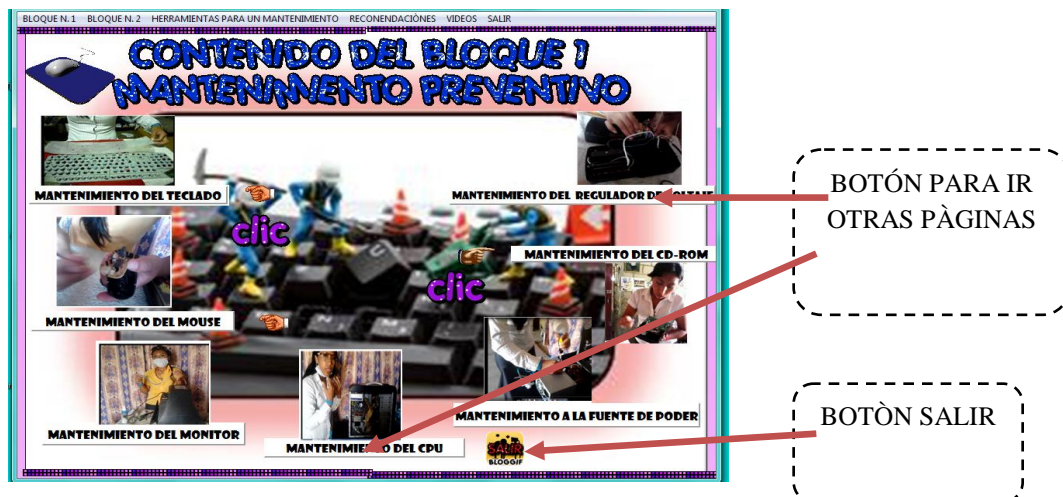 BLOQUE N. 1 BLOQUE N. 2 HERRAMIENTAS PARA UN MANTENIMIENTO RECONENDACIÒNES VIDEOS SALIR
CONTENIDO DEL BLOQUE 1
MANTENIMIENTO PREVENTIVO
MANTENIMIENTO DEL TECLADO
MANTENIMIENTO DEL REGULADOR DE VOLTAJE
clic
MANTENIMIENTO DEL CD-ROM
clic
MANTENIMIENTO DEL MOUSE
MANTENIMIENTO A LA FUENTE DE PODER
MANTENIMIENTO DEL MONITOR
MANTENIMIENTO DEL CPU
SALIR
BLOGGIF
BOTÓN PARA IR
OTRAS PÀGINAS
BOTÒN SALIR